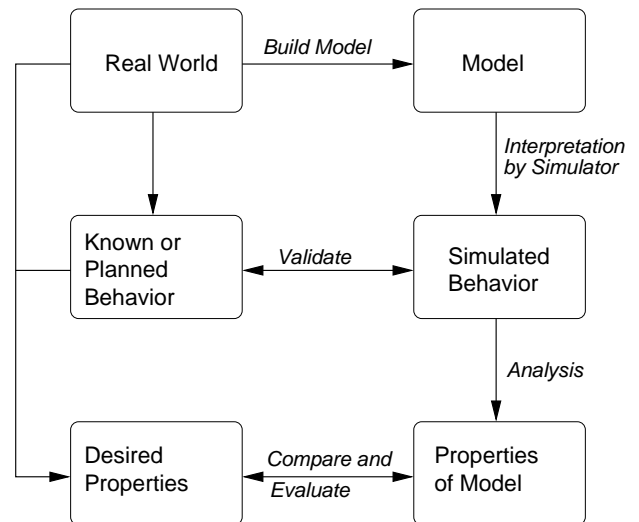 Real World
Build Model
Model
Interpretation
by Simulator
Known or
Planned
Behavior
Validate
Simulated
Behavior
Analysis
Desired
Properties
Compare and
Evaluate
Properties
of Model